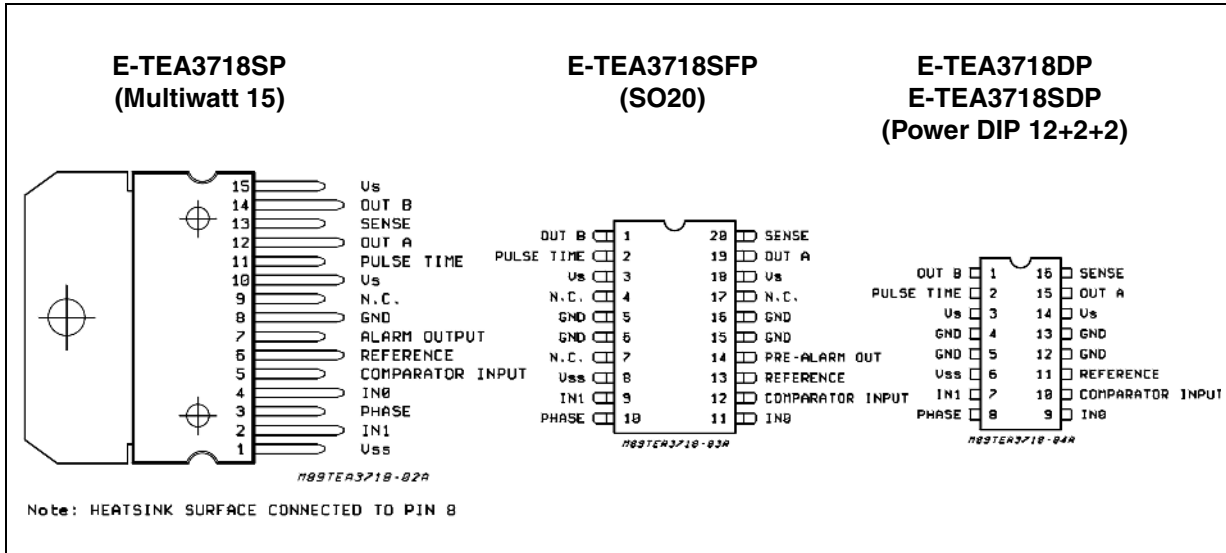 E-TEA3718SP
(Multiwatt 15)
15 Vs
14 OUT B
13 SENSE
12 OUT A
11 PULSE TIME
10 Vs
9 N.C.
8 GND
7 ALARM OUTPUT
6 REFERENCE
5 COMPARATOR INPUT
4 IN0
3 PHASE
2 IN1
1 Vss
M89TEA3718-02A
Note: HEATSINK SURFACE CONNECTED TO PIN 8
E-TEA3718SFP
(SO20)
OUT B 1 20 SENSE
PULSE TIME 2 19 OUT A
Vs 3 18 Vs
N.C. 4 17 N.C.
GND 5 16 GND
GND 6 15 GND
N.C. 7 14 PRE-ALARM OUT
Vss 8 13 REFERENCE
IN1 9 12 COMPARATOR INPUT
PHASE 10 11 IN0
M89TEA3718-03A
E-TEA3718DP
E-TEA3718SDP
(Power DIP 12+2+2)
OUT B 1 16 SENSE
PULSE TIME 2 15 OUT A
Vs 3 14 Vs
GND 4 13 GND
GND 5 12 GND
Vss 6 11 REFERENCE
IN1 7 10 COMPARATOR INPUT
PHASE 8 9 IN0
M89TEA3718-04A